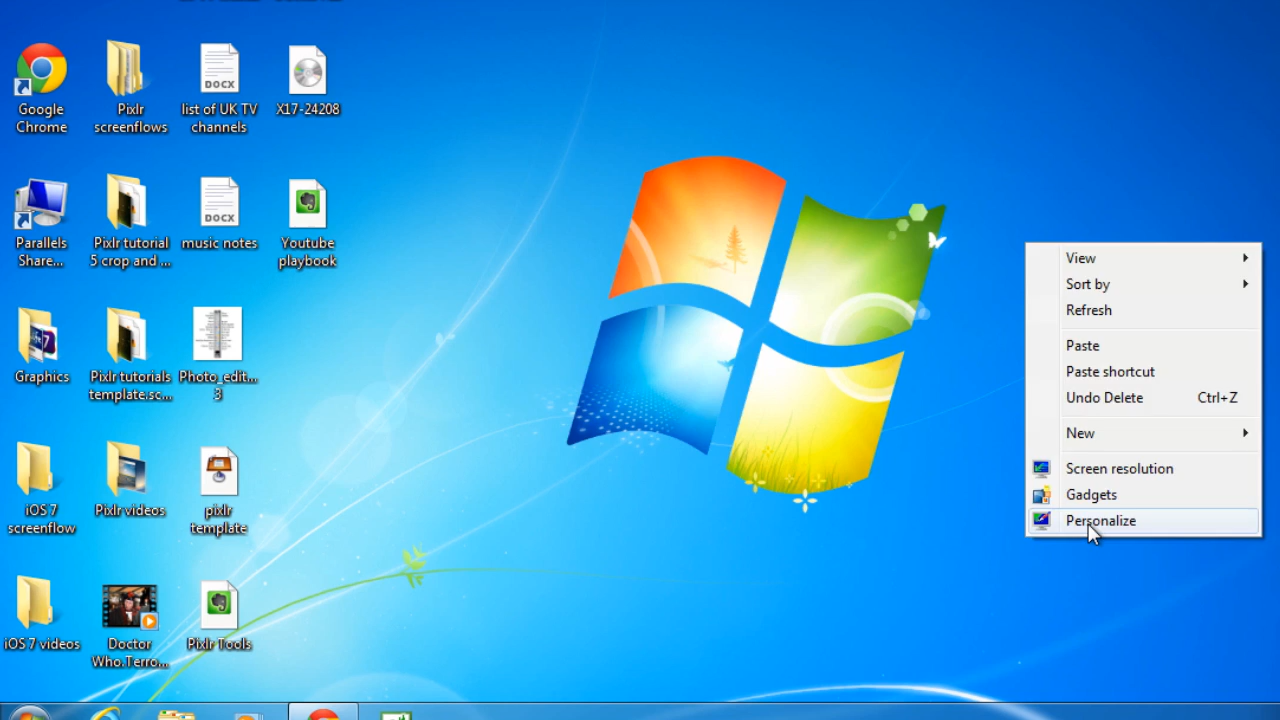 Google
Chrome
Pixlr
screenflows
list of UK TV
channels
X17-24208
Parallels
Share...
Pixlr tutorial
5 crop and ...
music notes
Youtube
playbook
Graphics
Pixlr tutorials
template.sc...
Photo_edit...
3
iOS 7
screenflow
Pixlr videos
pixlr
template
iOS 7 videos
Doctor
Who.Terro...
Pixlr Tools
DOCX
DOCX
7
View
Sort by
Refresh
Paste
Paste shortcut
Undo Delete Ctrl+Z
New
Screen resolution
Gadgets
Personalize